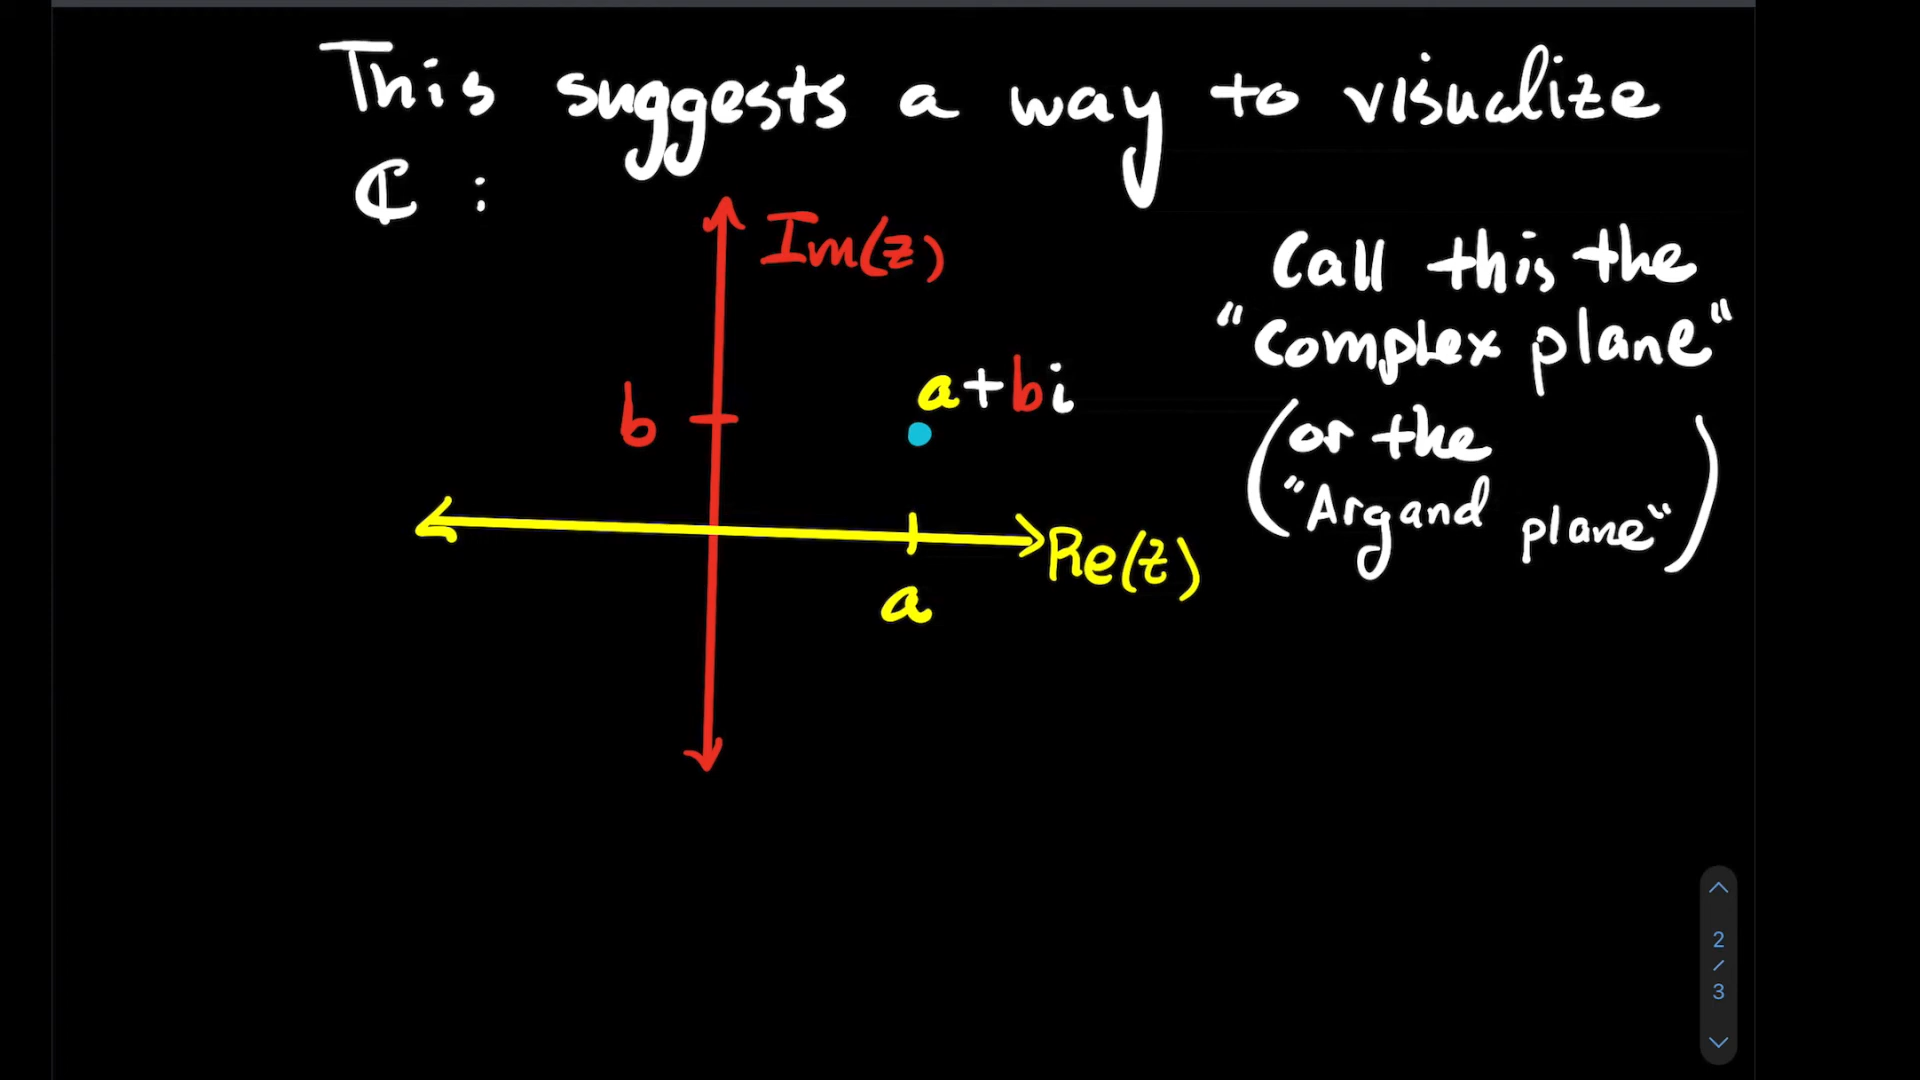 This suggests a way to visualize
ℂ :
Im(z)
Call this the
"Complex plane"
a+bi
b
(or the
"Argand plane")
Re(z)
a
2
/
3